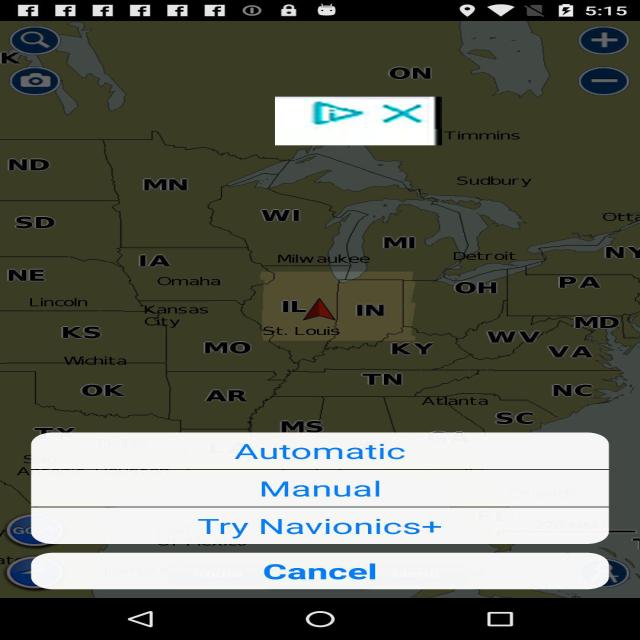 5:15
K
ON
Timmins
ND
MN
Sudbury
SD
WI
Otta
MI
NY
IA
Milwaukee
Detroit
NE
Omaha
OH
PA
Lincoln
Kansas
City
IL
IN
MD
KS
St. Louis
WV
VA
Wichita
MO
KY
OK
AR
TN
NC
Atlanta
SC
MS
TX
Automatic
Manual
Try Navionics+
Cancel